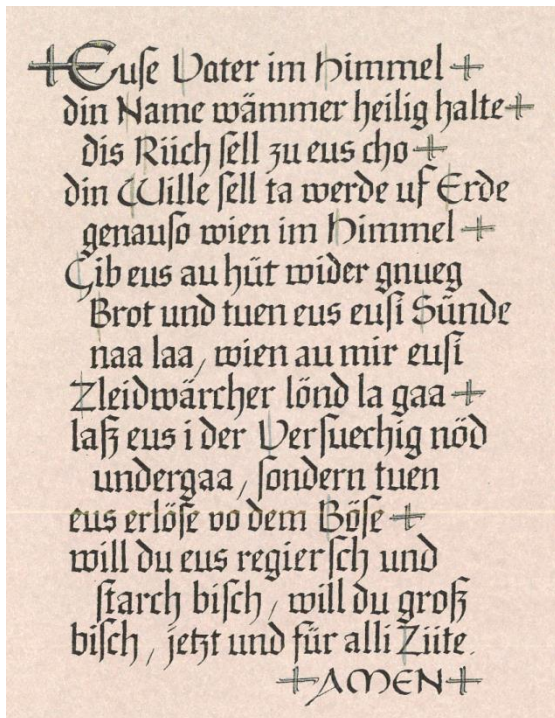 +Euse Vater im Himmel +
din Name wämmer heilig halte+
dis Riich sell zu eus cho +
din Wille sell ta werde uf Erde
genauso wien im Himmel +
Gib eus au hüt wider gnueg
Brot und tuen eus eusi Sünde
naa laa, wien au mir eusi
Zleidwärcher lönd la gaa +
laß eus i der Versuechig nöd
undergaa, sondern tuen
eus erlöse vo dem Böse +
will du eus regiersch und
starch bisch, will du groß
bisch, jetzt und für alli Ziite.
+AMEN+